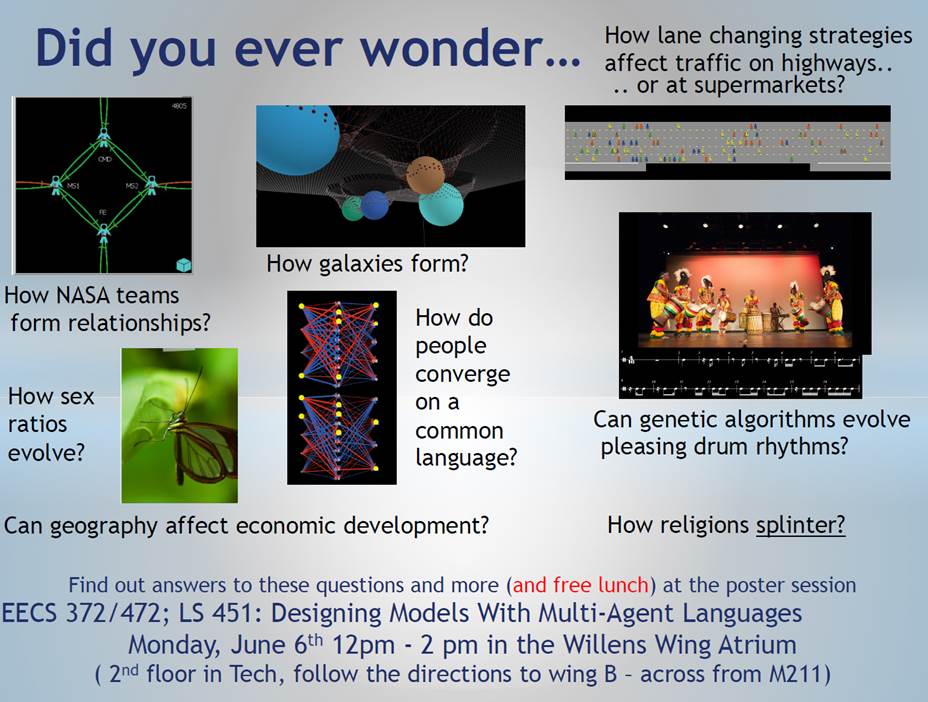 Did you ever wonder…
How lane changing strategies
affect traffic on highways..
.. or at supermarkets?
4805
CMD
MS1
MS2
FE
How galaxies form?
How NASA teams
form relationships?
How do
people
converge
on a
common
language?
How sex
ratios
evolve?
Can genetic algorithms evolve
pleasing drum rhythms?
Can geography affect economic development?
How religions splinter?
Find out answers to these questions and more (and free lunch) at the poster session
EECS 372/472; LS 451: Designing Models With Multi-Agent Languages
Monday, June 6th 12pm - 2 pm in the Willens Wing Atrium
( 2nd floor in Tech, follow the directions to wing B – across from M211)